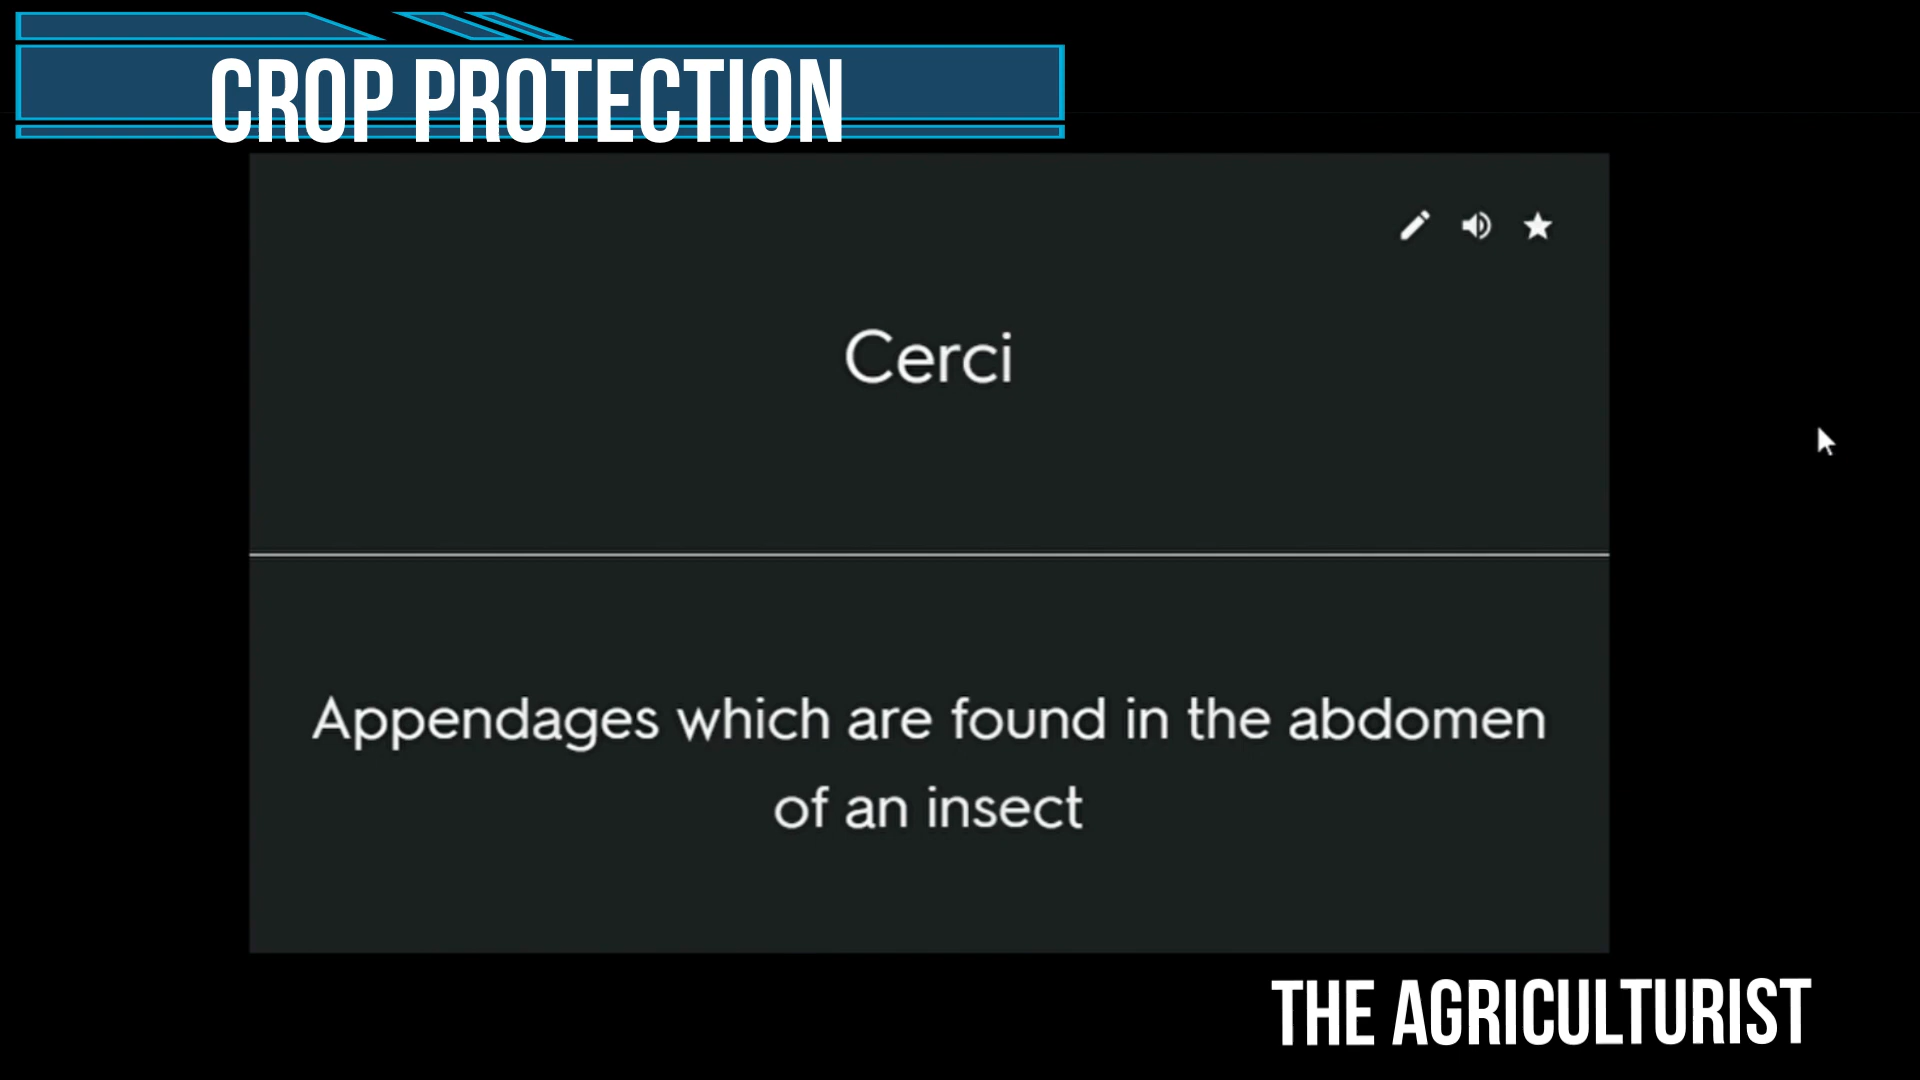 CROP PROTECTION
Cerci
Appendages which are found in the abdomen
of an insect
THE AGRICULTURIST